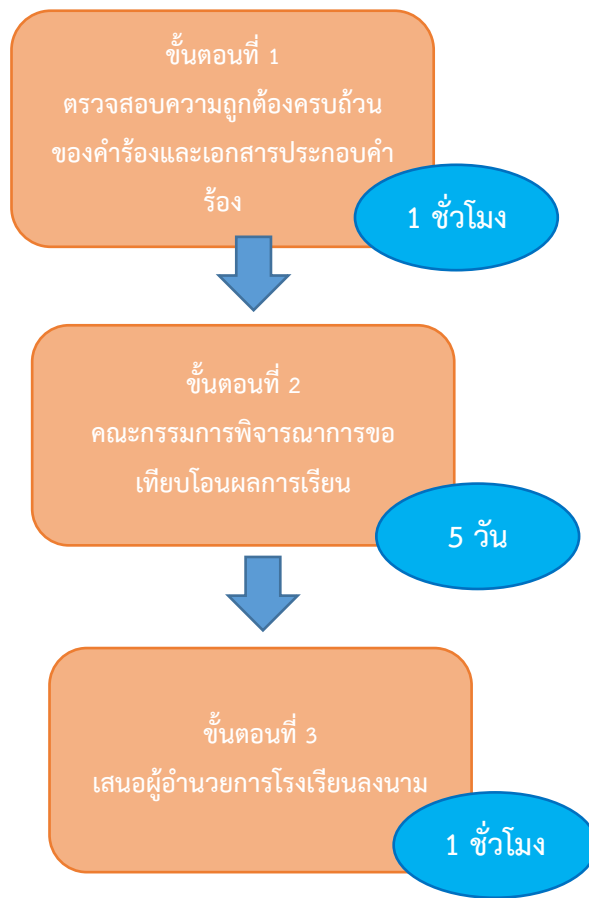 ขั้นตอนที่ 1
ตรวจสอบความถูกต้องครบถ้วน
ของคำร้องและเอกสารประกอบคำ
ร้อง
1 ชั่วโมง
ขั้นตอนที่ 2
คณะกรรมการพิจารณาการขอ
เทียบโอนผลการเรียน
5 วัน
ขั้นตอนที่ 3
เสนอผู้อำนวยการโรงเรียนลงนาม
1 ชั่วโมง